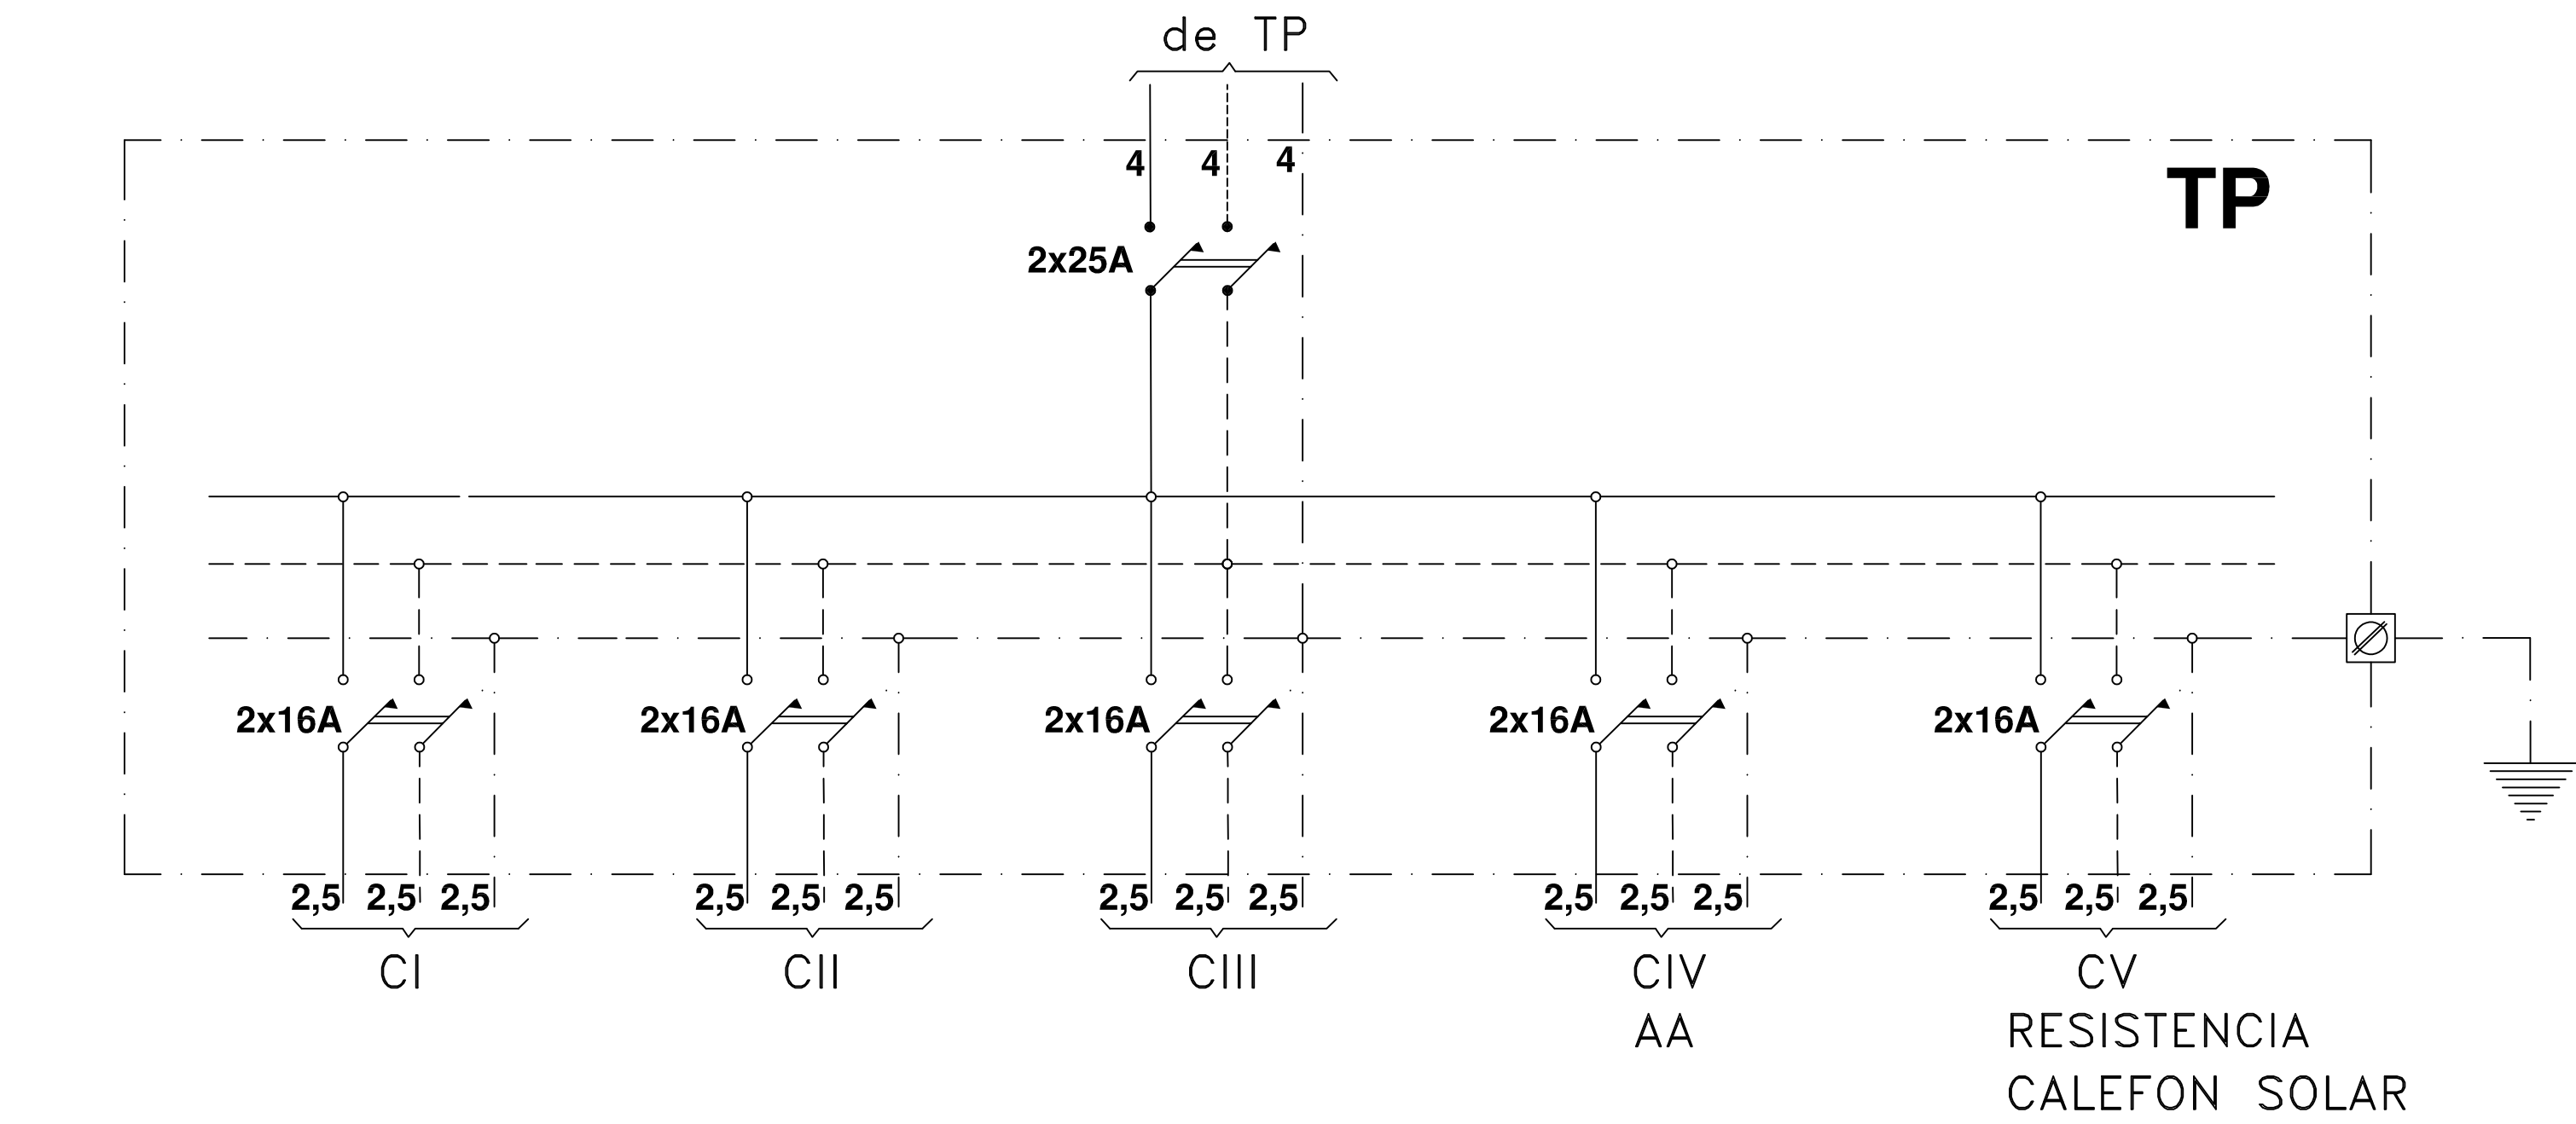 de TP
4 4 4
TP
2x25A
2x16A 2x16A 2x16A 2x16A 2x16A
2,5 2,5 2,5 2,5 2,5 2,5 2,5 2,5 2,5 2,5 2,5 2,5 2,5 2,5 2,5
CI CII CIII CIV CV
AA RESISTENCIA
CALEFON SOLAR